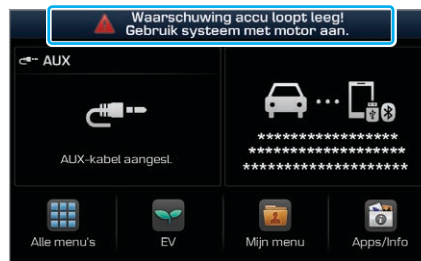 Waarschuwing accu loopt leeg!
Gebruik systeem met motor aan.
AUX
AUX-kabel aangesl.
*****************
******************
********************
Alle menu's
EV
Mijn menu
Apps/Info